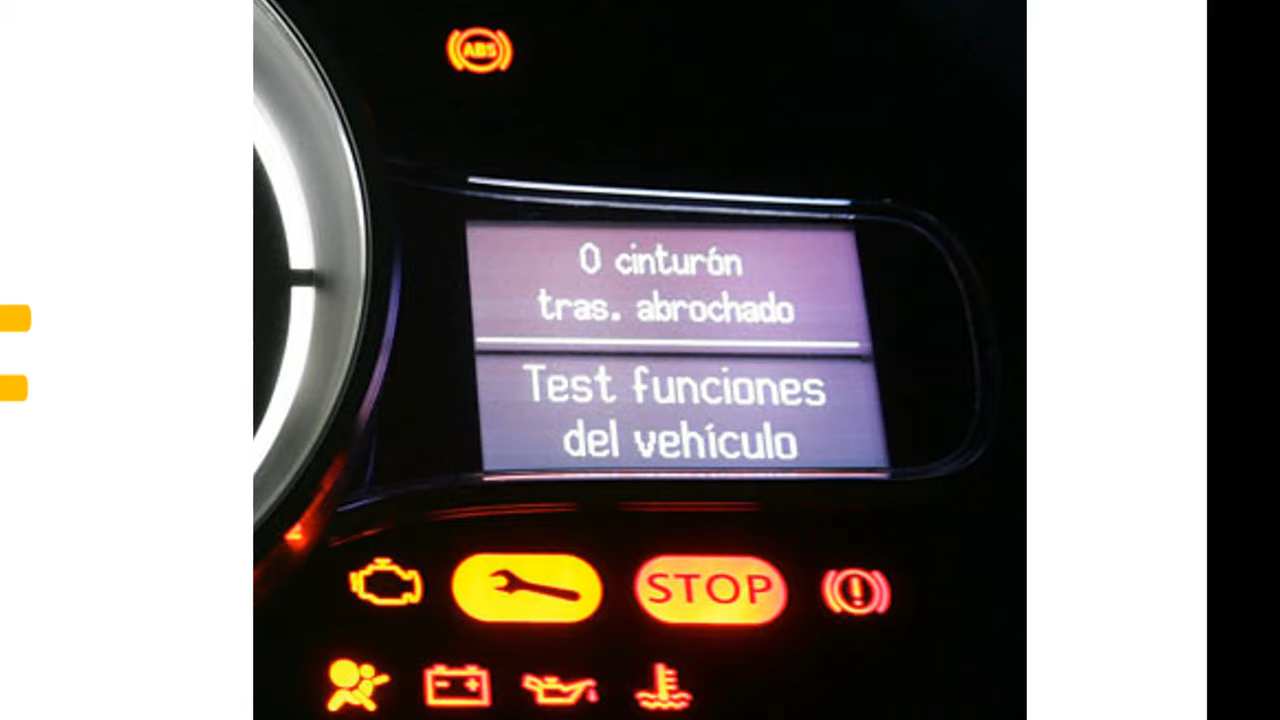 ABS
0 cinturón
tras. abrochado
Test funciones
del vehículo
STOP